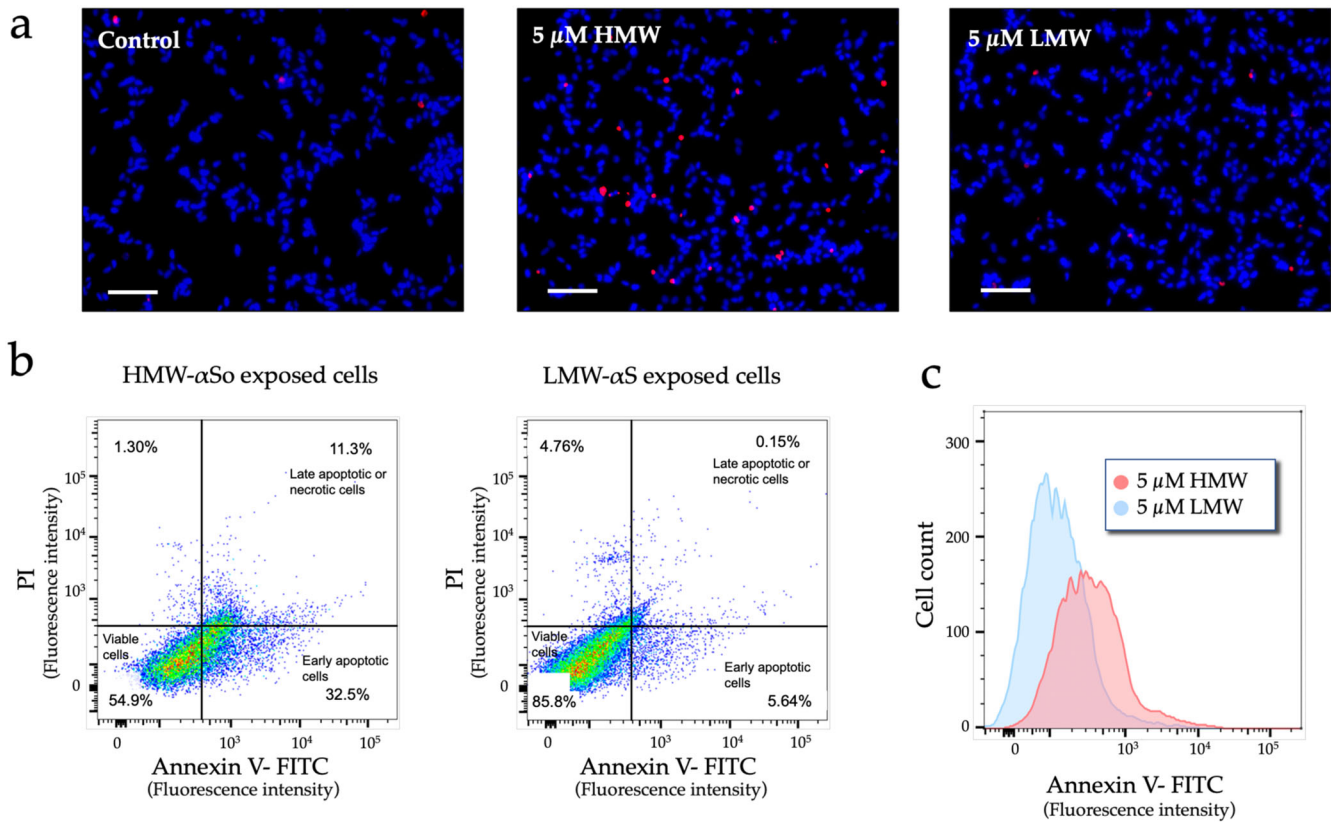 a
Control
5 µM HMW
5 µM LMW
b
HMW-αSo exposed cells
1.30%
11.3%
Late apoptotic or
necrotic cells
Viable
cells
Early apoptotic
cells
54.9%
32.5%
10⁵
10⁴
10³
0
PI
(Fluorescence intensity)
0
10³
10⁴
10⁵
Annexin V- FITC
(Fluorescence intensity)
LMW-αS exposed cells
4.76%
0.15%
Late apoptotic or
necrotic cells
Viable
cells
Early apoptotic
cells
85.8%
5.64%
10⁵
10⁴
10³
0
PI
(Fluorescence intensity)
0
10³
10⁴
10⁵
Annexin V- FITC
(Fluorescence intensity)
c
300
200
100
0
Cell count
5 µM HMW
5 µM LMW
0
10³
10⁴
10⁵
Annexin V- FITC
(Fluorescence intensity)